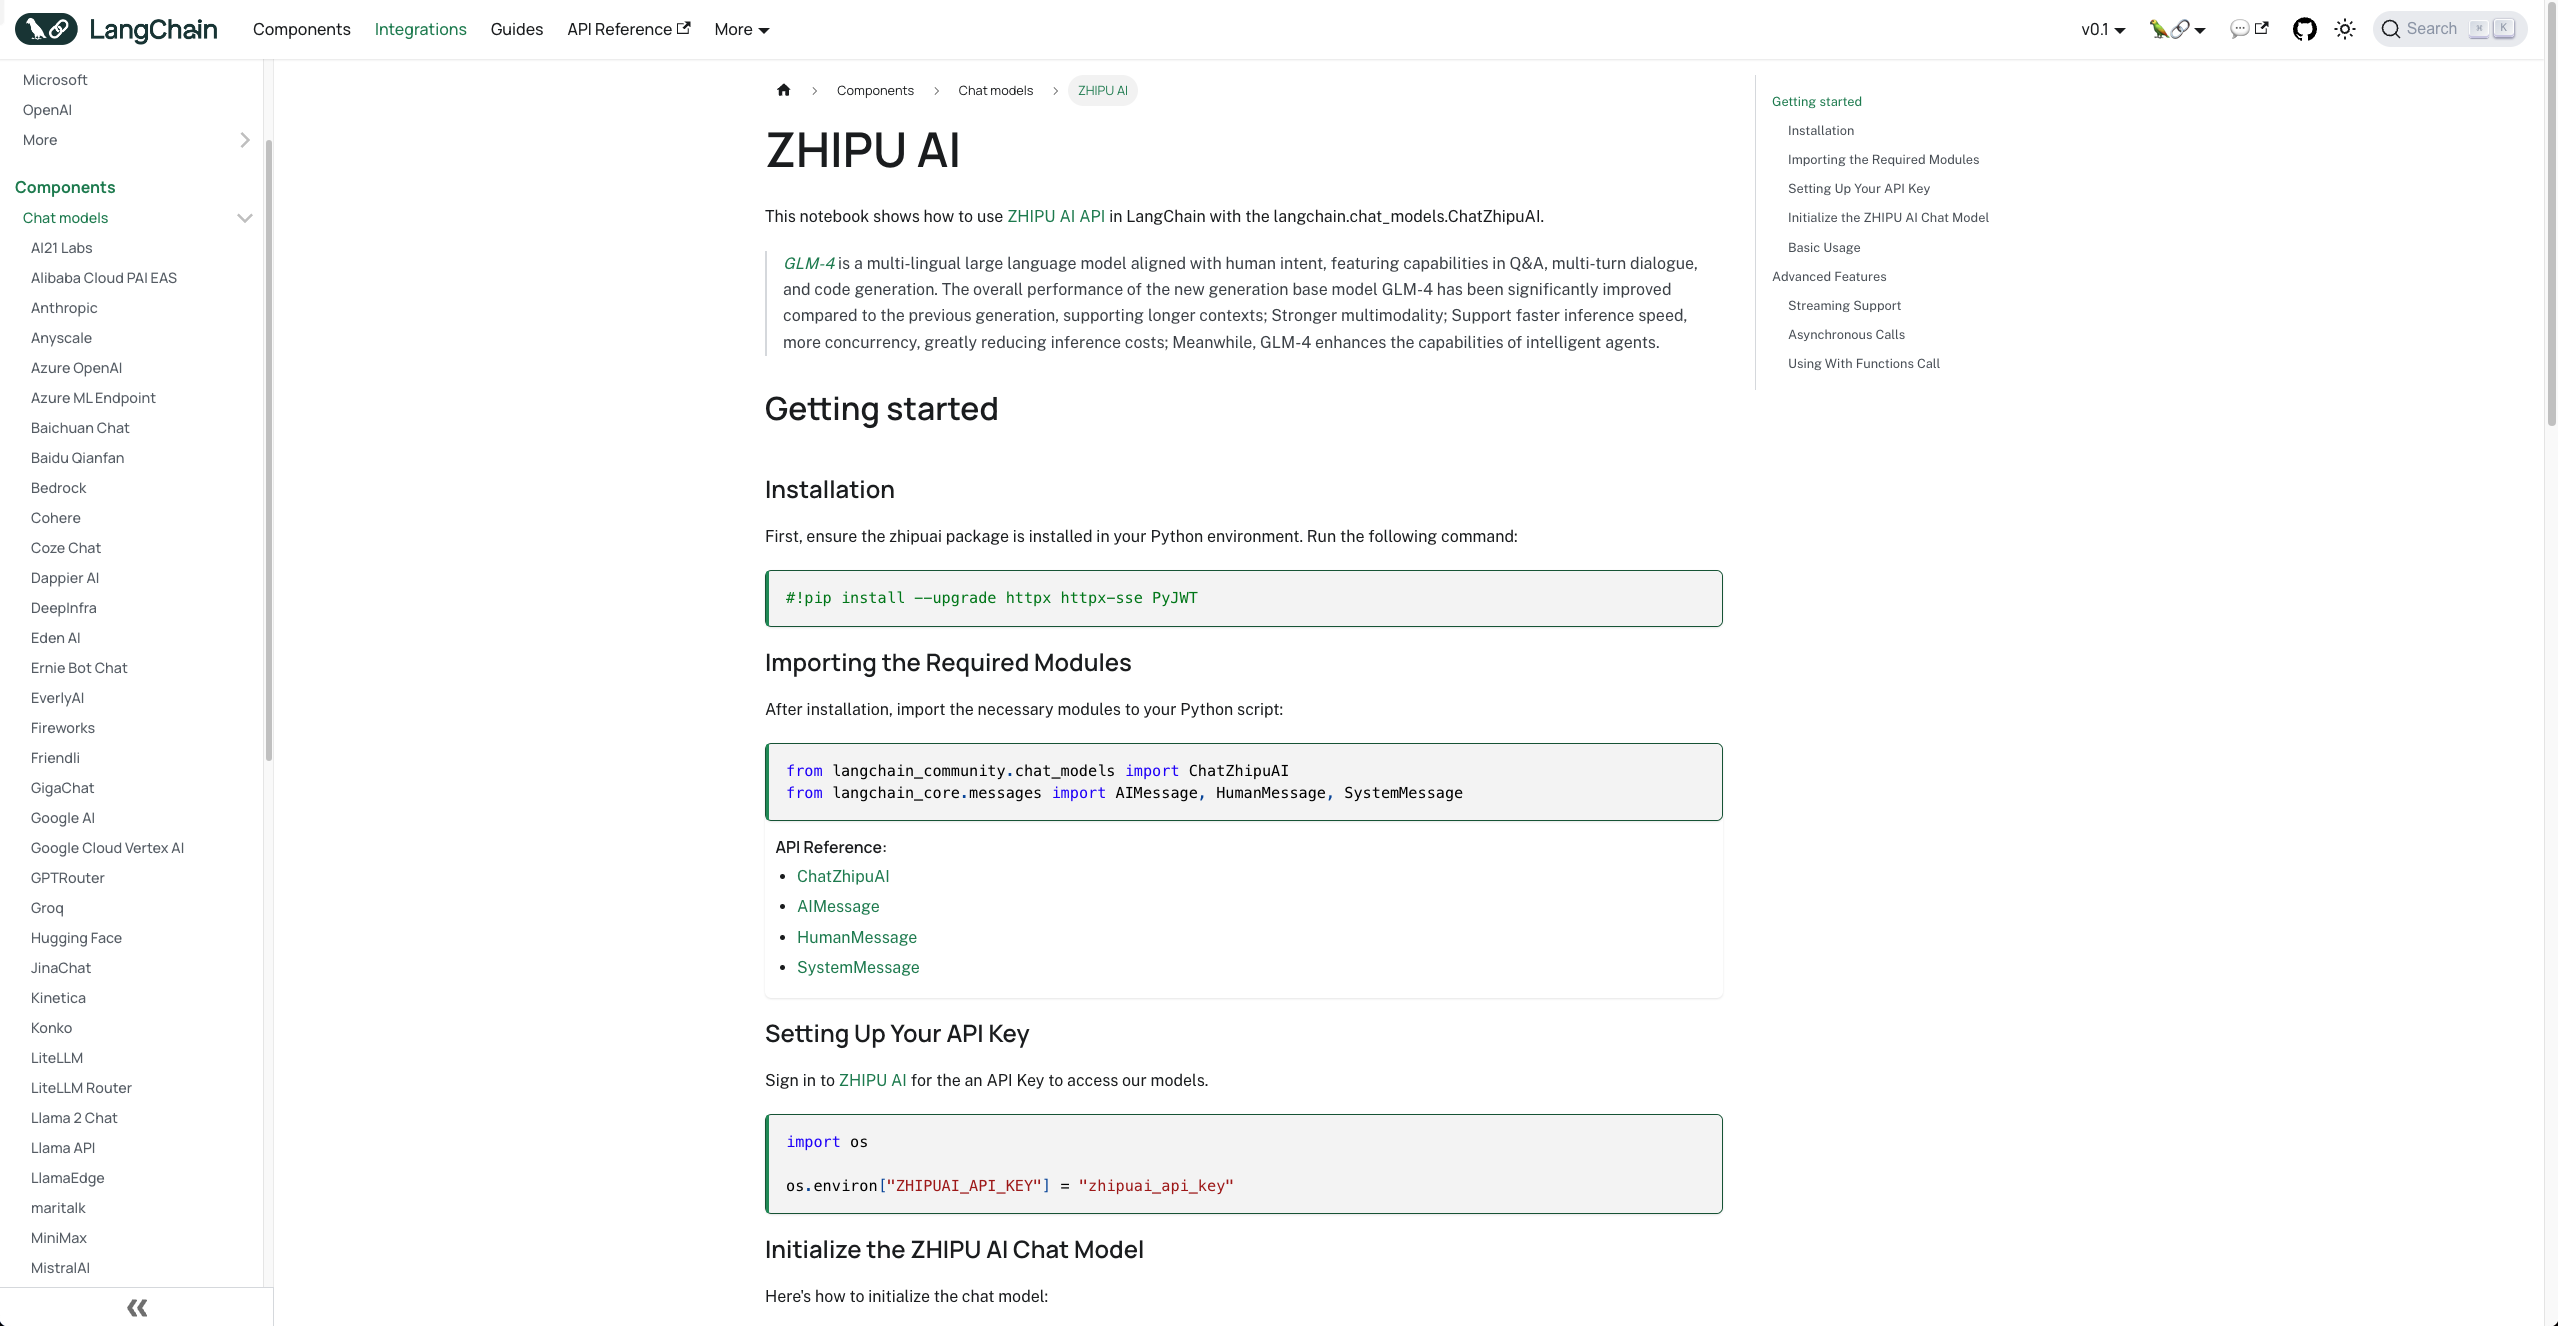 LangChain
Components
Integrations
Guides
API Reference
More
v0.1
Search
K
Microsoft
OpenAI
More
Components
Chat models
AI21 Labs
Alibaba Cloud PAI EAS
Anthropic
Anyscale
Azure OpenAI
Azure ML Endpoint
Baichuan Chat
Baidu Qianfan
Bedrock
Cohere
Coze Chat
Dappier AI
DeepInfra
Eden AI
Ernie Bot Chat
EverlyAI
Fireworks
Friendli
GigaChat
Google AI
Google Cloud Vertex AI
GPTRouter
Groq
Hugging Face
JinaChat
Kinetica
Konko
LiteLLM
LiteLLM Router
Llama 2 Chat
Llama API
LlamaEdge
maritalk
MiniMax
MistralAI
Components
Chat models
ZHIPU AI
ZHIPU AI
This notebook shows how to use ZHIPU AI API in LangChain with the langchain.chat_models.ChatZhipuAI.
GLM-4 is a multi-lingual large language model aligned with human intent, featuring capabilities in Q&A, multi-turn dialogue,
and code generation. The overall performance of the new generation base model GLM-4 has been significantly improved
compared to the previous generation, supporting longer contexts; Stronger multimodality; Support faster inference speed,
more concurrency, greatly reducing inference costs; Meanwhile, GLM-4 enhances the capabilities of intelligent agents.
Getting started
Installation
First, ensure the zhipuai package is installed in your Python environment. Run the following command:
#!pip install --upgrade httpx httpx-sse PyJWT
Importing the Required Modules
After installation, import the necessary modules to your Python script:
from langchain_community.chat_models import ChatZhipuAI
from langchain_core.messages import AIMessage, HumanMessage, SystemMessage
API Reference:
• ChatZhipuAI
• AIMessage
• HumanMessage
• SystemMessage
Setting Up Your API Key
Sign in to ZHIPU AI for the an API Key to access our models.
import os
os.environ["ZHIPUAI_API_KEY"] = "zhipuai_api_key"
Initialize the ZHIPU AI Chat Model
Here's how to initialize the chat model:
Getting started
Installation
Importing the Required Modules
Setting Up Your API Key
Initialize the ZHIPU AI Chat Model
Basic Usage
Advanced Features
Streaming Support
Asynchronous Calls
Using With Functions Call